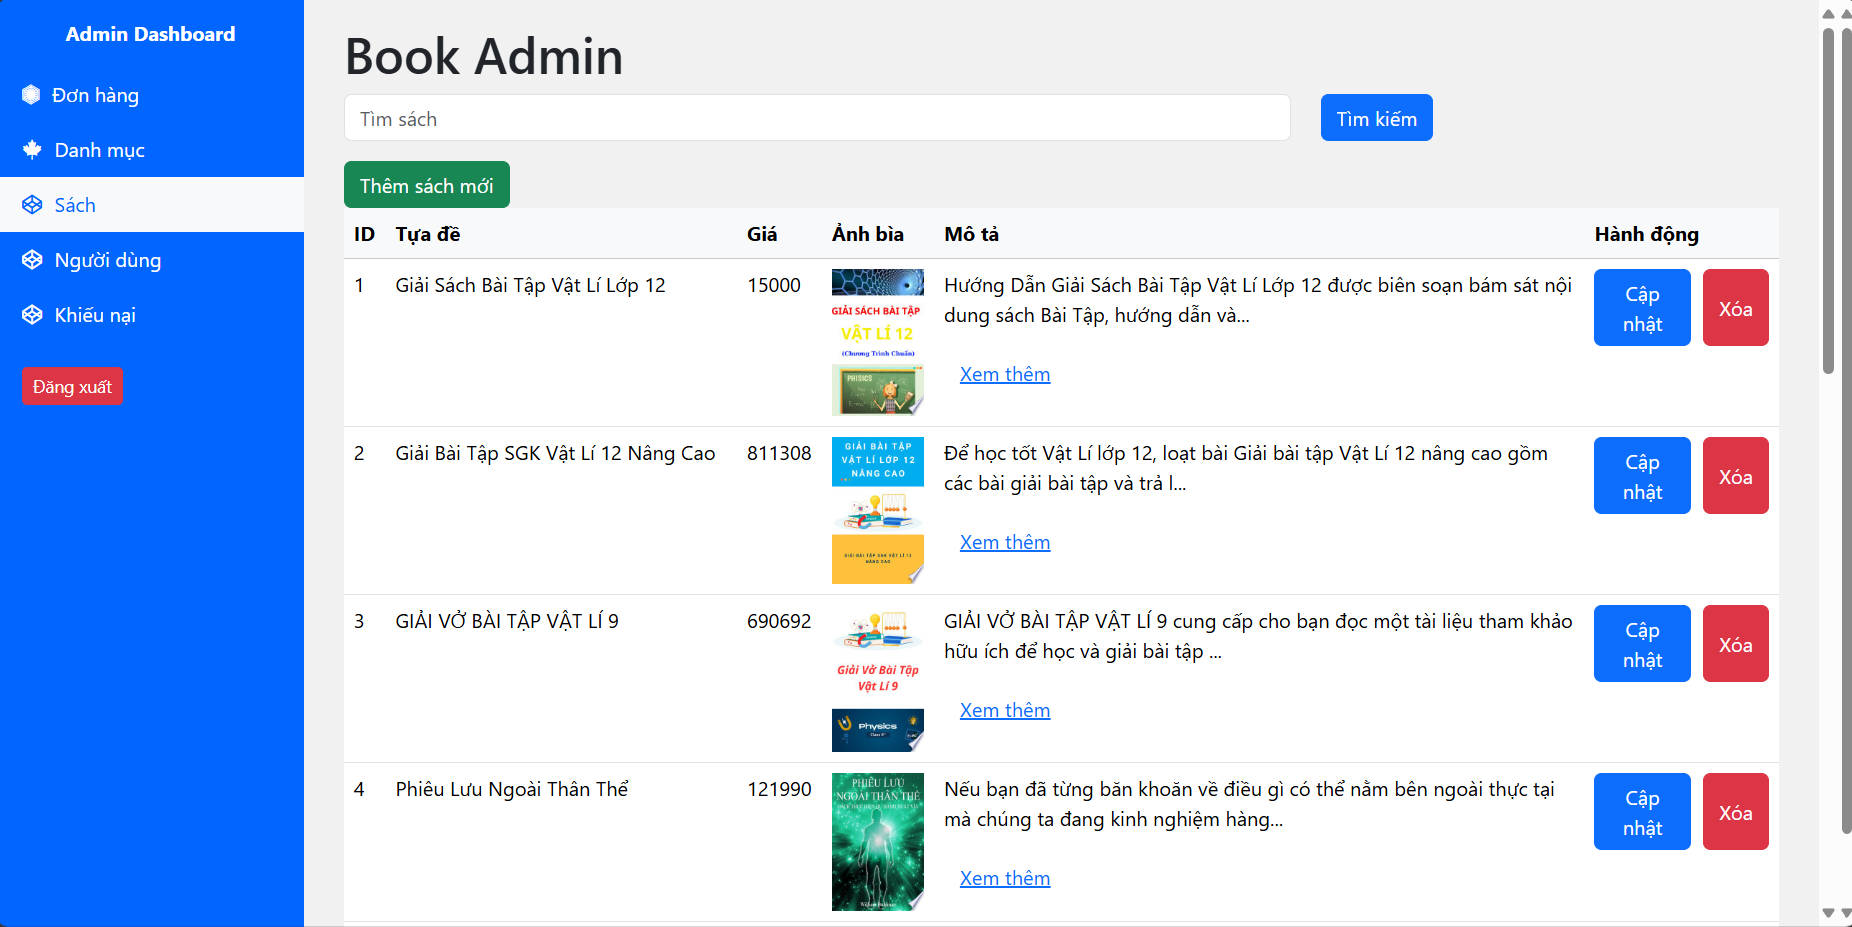 Admin Dashboard
Đơn hàng
Danh mục
Sách
Người dùng
Khiếu nại
Đăng xuất
Book Admin
Tìm sách
Tìm kiếm
Thêm sách mới
ID Tựa đề Giá Ảnh bìa Mô tả Hành động
1 Giải Sách Bài Tập Vật Lí Lớp 12 15000
GIẢI SÁCH BÀI TẬP
VẬT LÍ 12
(Chương Trình Chuẩn)
PHISICS
Hướng Dẫn Giải Sách Bài Tập Vật Lí Lớp 12 được biên soạn bám sát nội
dung sách Bài Tập, hướng dẫn và...
Xem thêm
Cập
nhật
Xóa
2 Giải Bài Tập SGK Vật Lí 12 Nâng Cao 811308
GIẢI BÀI TẬP
VẬT LÍ LỚP 12
NÂNG CAO
GIẢI BÀI TẬP SGK VẬT LÍ 12
NÂNG CAO
Để học tốt Vật Lí lớp 12, loạt bài Giải bài tập Vật Lí 12 nâng cao gồm
các bài giải bài tập và trả l...
Xem thêm
Cập
nhật
Xóa
3 GIẢI VỞ BÀI TẬP VẬT LÍ 9 690692
Giải Vở Bài Tập
Vật Lí 9
Physics
GIẢI VỞ BÀI TẬP VẬT LÍ 9 cung cấp cho bạn đọc một tài liệu tham khảo
hữu ích để học và giải bài tập ...
Xem thêm
Cập
nhật
Xóa
4 Phiêu Lưu Ngoài Thân Thể 121990
PHIÊU LƯU
NGOÀI THÂN THỂ
Nếu bạn đã từng băn khoăn về điều gì có thể nằm bên ngoài thực tại
mà chúng ta đang kinh nghiệm hàng...
Xem thêm
Cập
nhật
Xóa